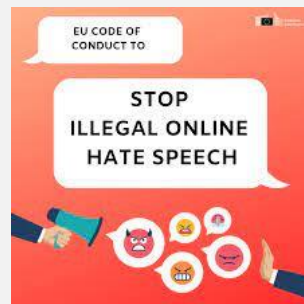 EU CODE OF
CONDUCT TO
STOP
ILLEGAL ONLINE
HATE SPEECH